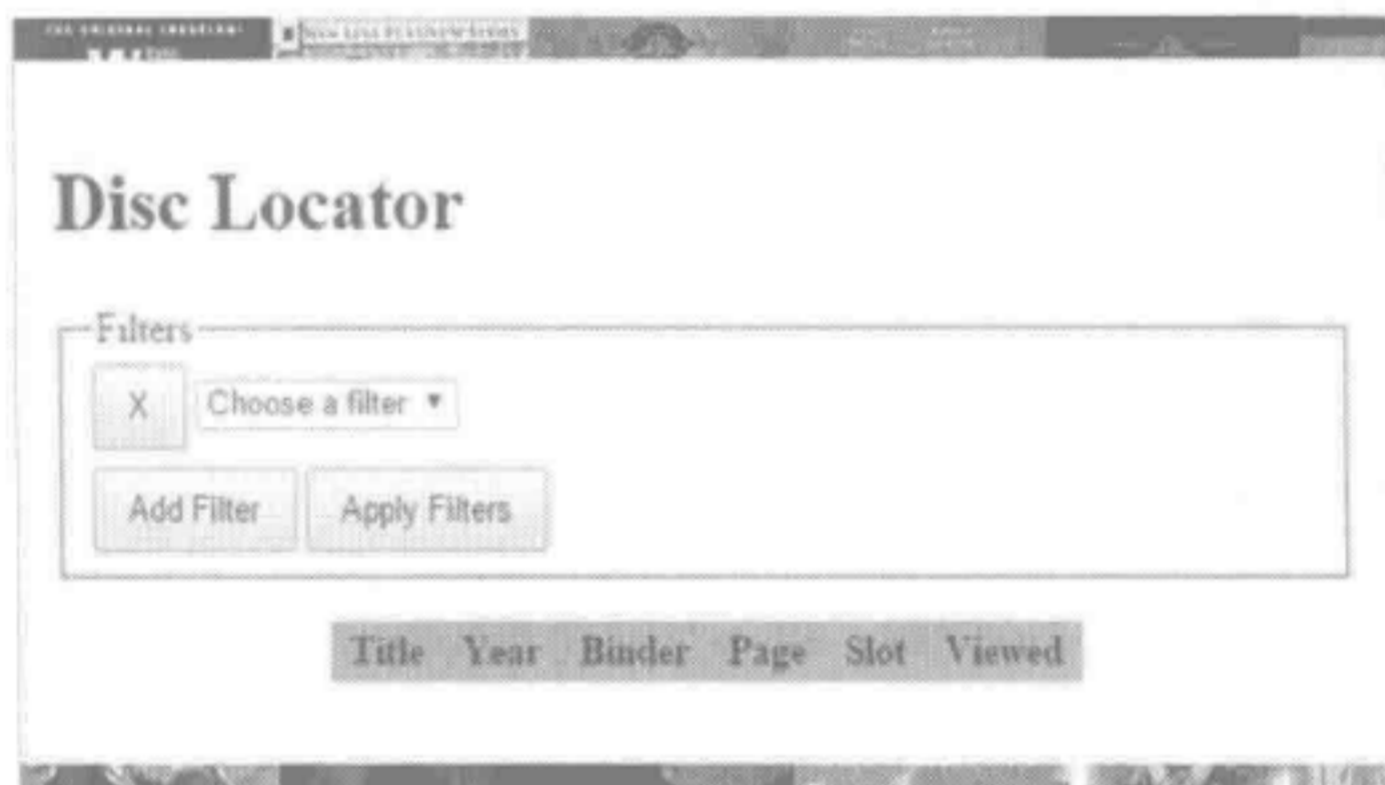 Disc Locator
Filters
X Choose a filter ▼
Add Filter Apply Filters
Title Year Binder Page Slot Viewed